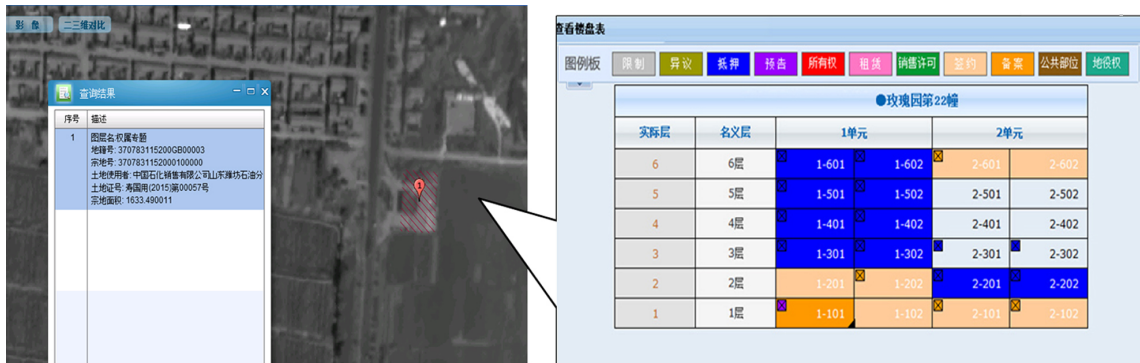 影 像 二三维对比
查询结果
序号 描述
1 图层名:权属专题
地籍号: 370783115200GB00003
宗地号: 3707831152000100000
土地使用者: 中国石化销售有限公司山东潍坊石油分
土地证号: 寿国用(2015)第00057号
宗地面积: 1633.490011
1
查看楼盘表
图例板 限制 异议 抵押 预告 所有权 租赁 销售许可 签约 备案 公共部位 地役权
●玫瑰园第22幢
实际层 名义层 1单元 2单元
6 6层 1-601 1-602 2-601 2-602
5 5层 1-501 1-502 2-501 2-502
4 4层 1-401 1-402 2-401 2-402
3 3层 1-301 1-302 2-301 2-302
2 2层 1-201 1-202 2-201 2-202
1 1层 1-101 1-102 2-101 2-102